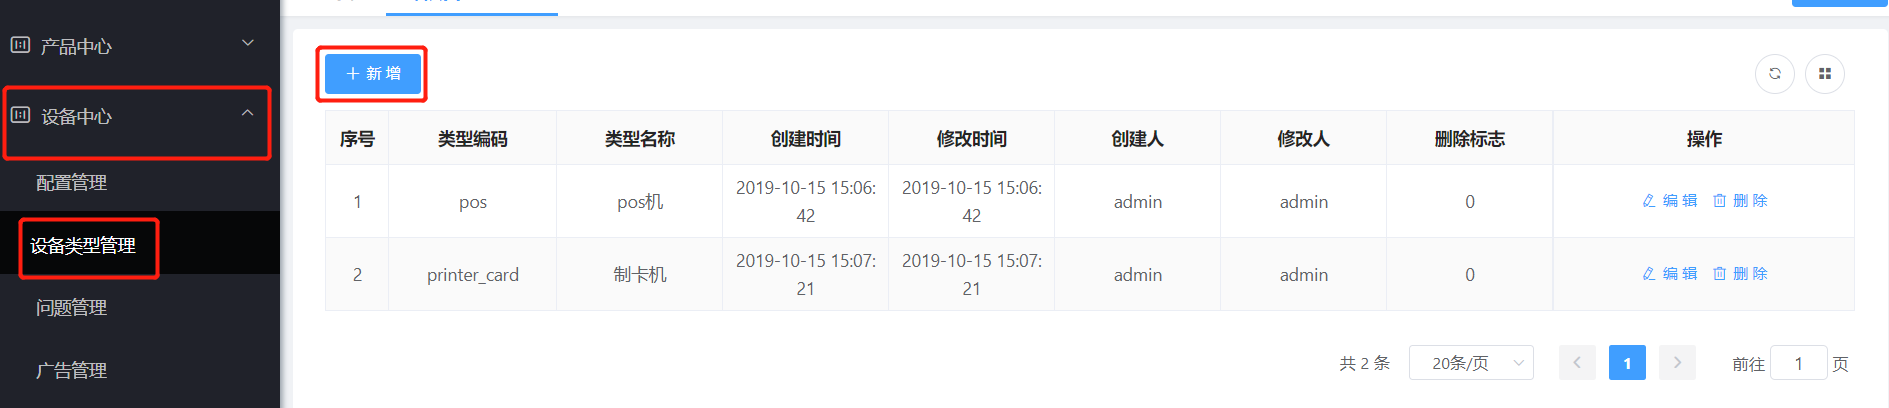 产品中心
设备中心
配置管理
设备类型管理
问题管理
广告管理
新增
序号 类型编码 类型名称 创建时间 修改时间 创建人 修改人 删除标志 操作
1 pos pos机 2019-10-15 15:06:42 2019-10-15 15:06:42 admin admin 0 编辑 删除
2 printer_card 制卡机 2019-10-15 15:07:21 2019-10-15 15:07:21 admin admin 0 编辑 删除
共 2 条 20条/页 1 前往 1 页